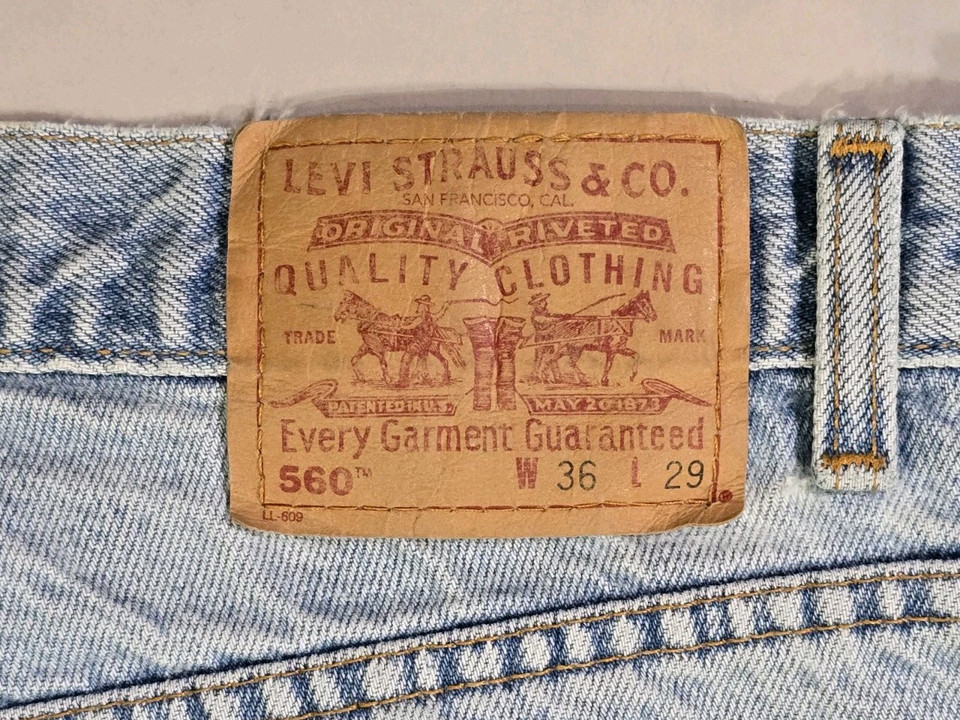 LEVI STRAUSS & CO.
SAN FRANCISCO, CAL.
ORIGINAL RIVETED
QUALITY CLOTHING
TRADE MARK
PATENTED IN U.S. MAY 20 1873
Every Garment Guaranteed
560™ W 36 L 29
LL-609 ®